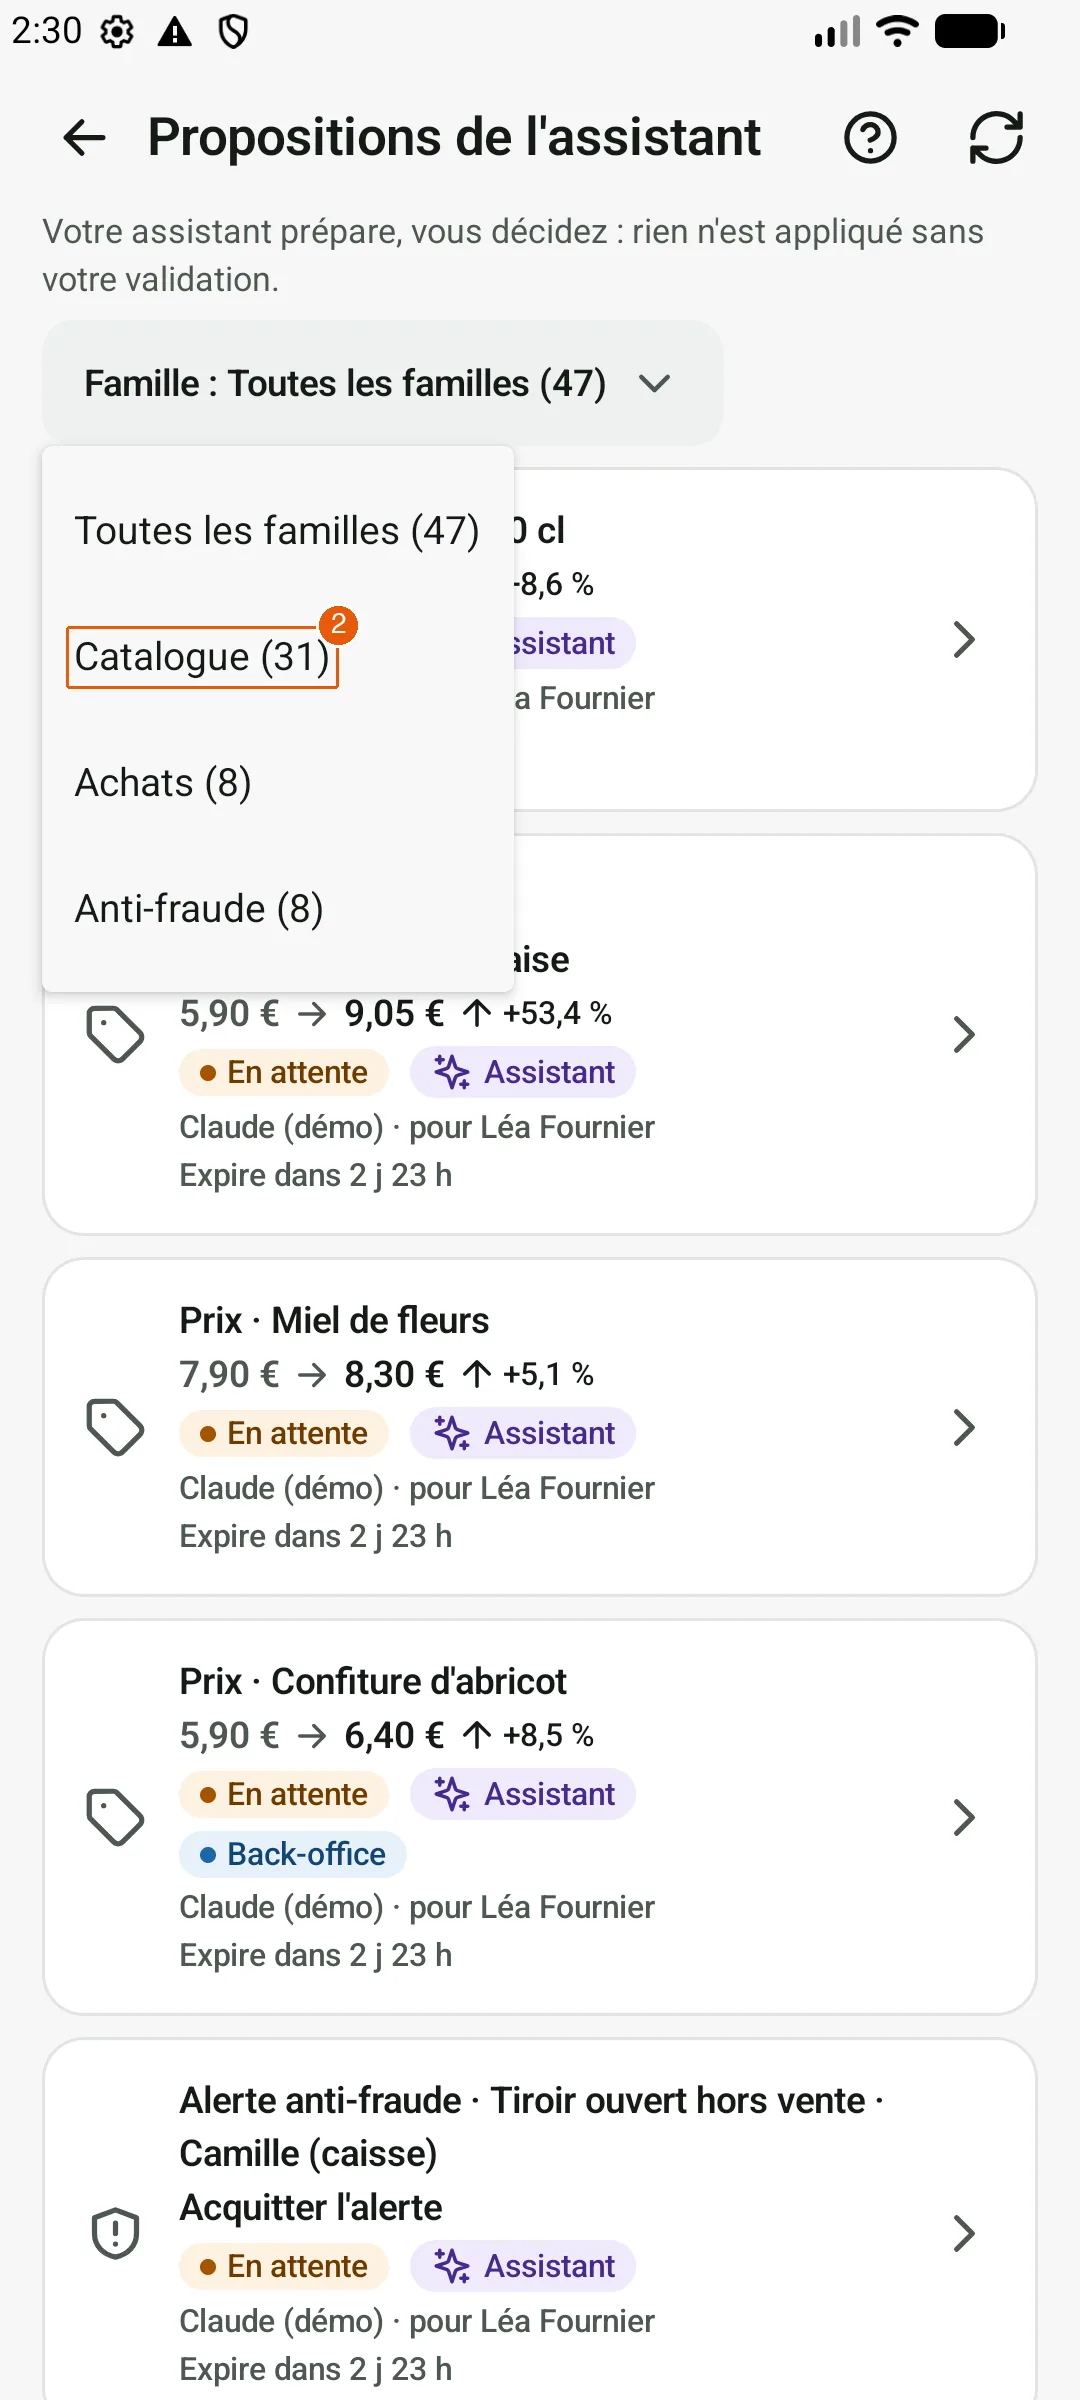 2:30
Propositions de l'assistant
Votre assistant prépare, vous décidez : rien n'est appliqué sans
votre validation.
Famille : Toutes les familles (47)
Toutes les familles (47)
2
Catalogue (31)
Achats (8)
Anti-fraude (8)
cl
8,6 %
Fournier
5,90 € → 9,05 € ↑ +53,4 %
En attente Assistant
Claude (démo) · pour Léa Fournier
Expire dans 2 j 23 h
Prix · Miel de fleurs
7,90 € → 8,30 € ↑ +5,1 %
En attente Assistant
Claude (démo) · pour Léa Fournier
Expire dans 2 j 23 h
Prix · Confiture d'abricot
5,90 € → 6,40 € ↑ +8,5 %
En attente Assistant
Back-office
Claude (démo) · pour Léa Fournier
Expire dans 2 j 23 h
Alerte anti-fraude · Tiroir ouvert hors vente ·
Camille (caisse)
Acquitter l'alerte
En attente Assistant
Claude (démo) · pour Léa Fournier
Expire dans 2 j 23 h